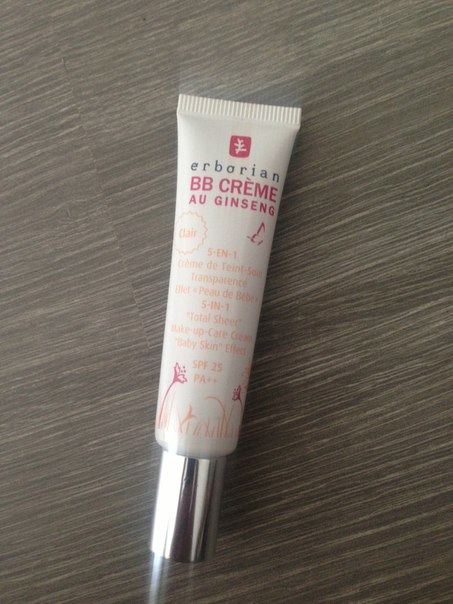 erborian
BB CRÈME
AU GINSENG
Clair
5-EN-1
Crème de Teint-Soin
Transparence
Effet «Peau de Bébé»
5-IN-1
"Total Sheer"
Make-up-Care Cream
"Baby Skin" Effect
SPF 25
PA++